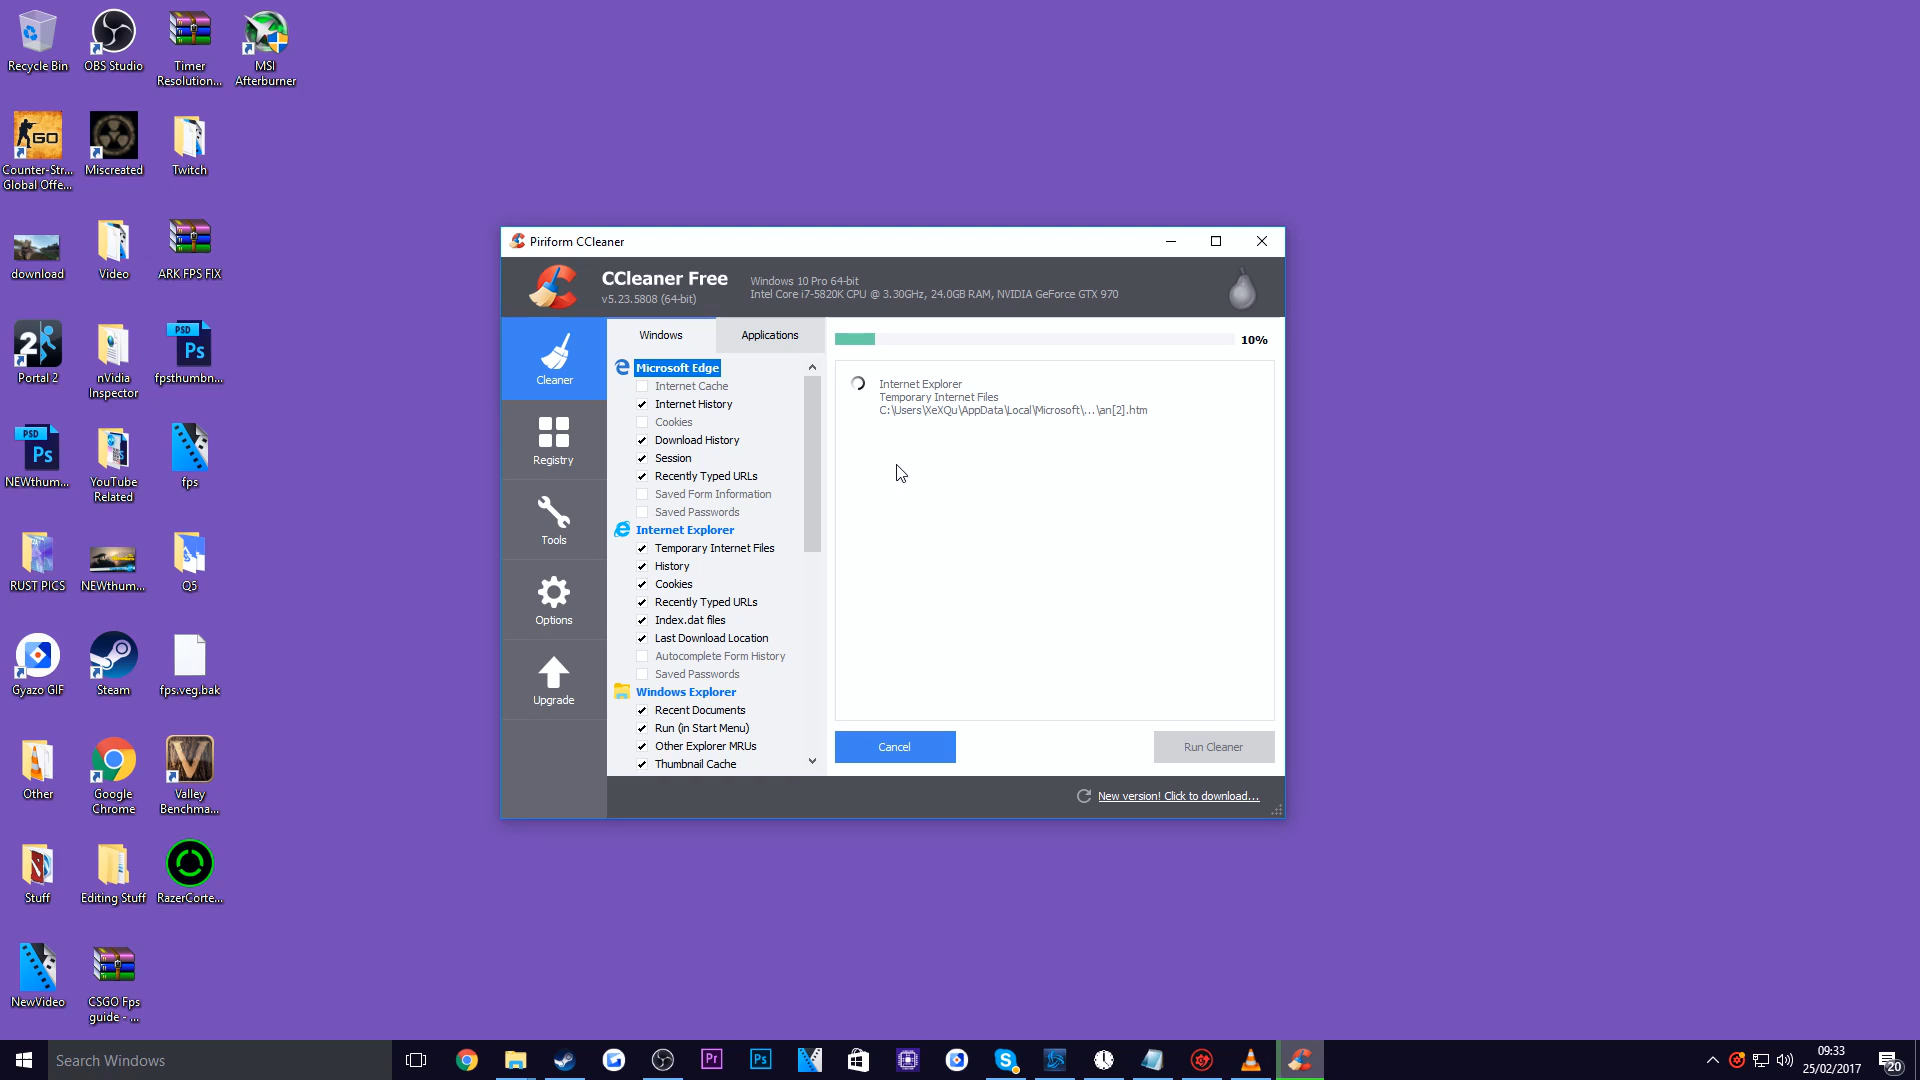 Recycle Bin
OBS Studio
Timer
Resolution...
MSI
Afterburner
GO
Counter-Str...
Global Offe...
Miscreated
Twitch
download
Video
ARK FPS FIX
2
Portal 2
nVidia
Inspector
PSD
Ps
fpsthumbn...
PSD
Ps
NEWthum...
YouTube
Related
fps
RUST PICS
NEWthum...
Q5
Gyazo GIF
Steam
fps.veg.bak
Other
Google
Chrome
V
Valley
Benchma...
Stuff
Editing Stuff
RazerCorte...
NewVideo
CSGO Fps
guide - ...
Piriform CCleaner
CCleaner Free
v5.23.5808 (64-bit)
Windows 10 Pro 64-bit
Intel Core i7-5820K CPU @ 3.30GHz, 24.0GB RAM, NVIDIA GeForce GTX 970
Cleaner
Registry
Tools
Options
Upgrade
Windows
Applications
Microsoft Edge
Internet Cache
Internet History
Cookies
Download History
Session
Recently Typed URLs
Saved Form Information
Saved Passwords
Internet Explorer
Temporary Internet Files
History
Cookies
Recently Typed URLs
Index.dat files
Last Download Location
Autocomplete Form History
Saved Passwords
Windows Explorer
Recent Documents
Run (in Start Menu)
Other Explorer MRUs
Thumbnail Cache
10%
Internet Explorer
Temporary Internet Files
C:\Users\XeXQu\AppData\Local\Microsoft\...\an[2].htm
Cancel
Run Cleaner
New version! Click to download...
Search Windows
Pr
Ps
S
09:33
25/02/2017
20